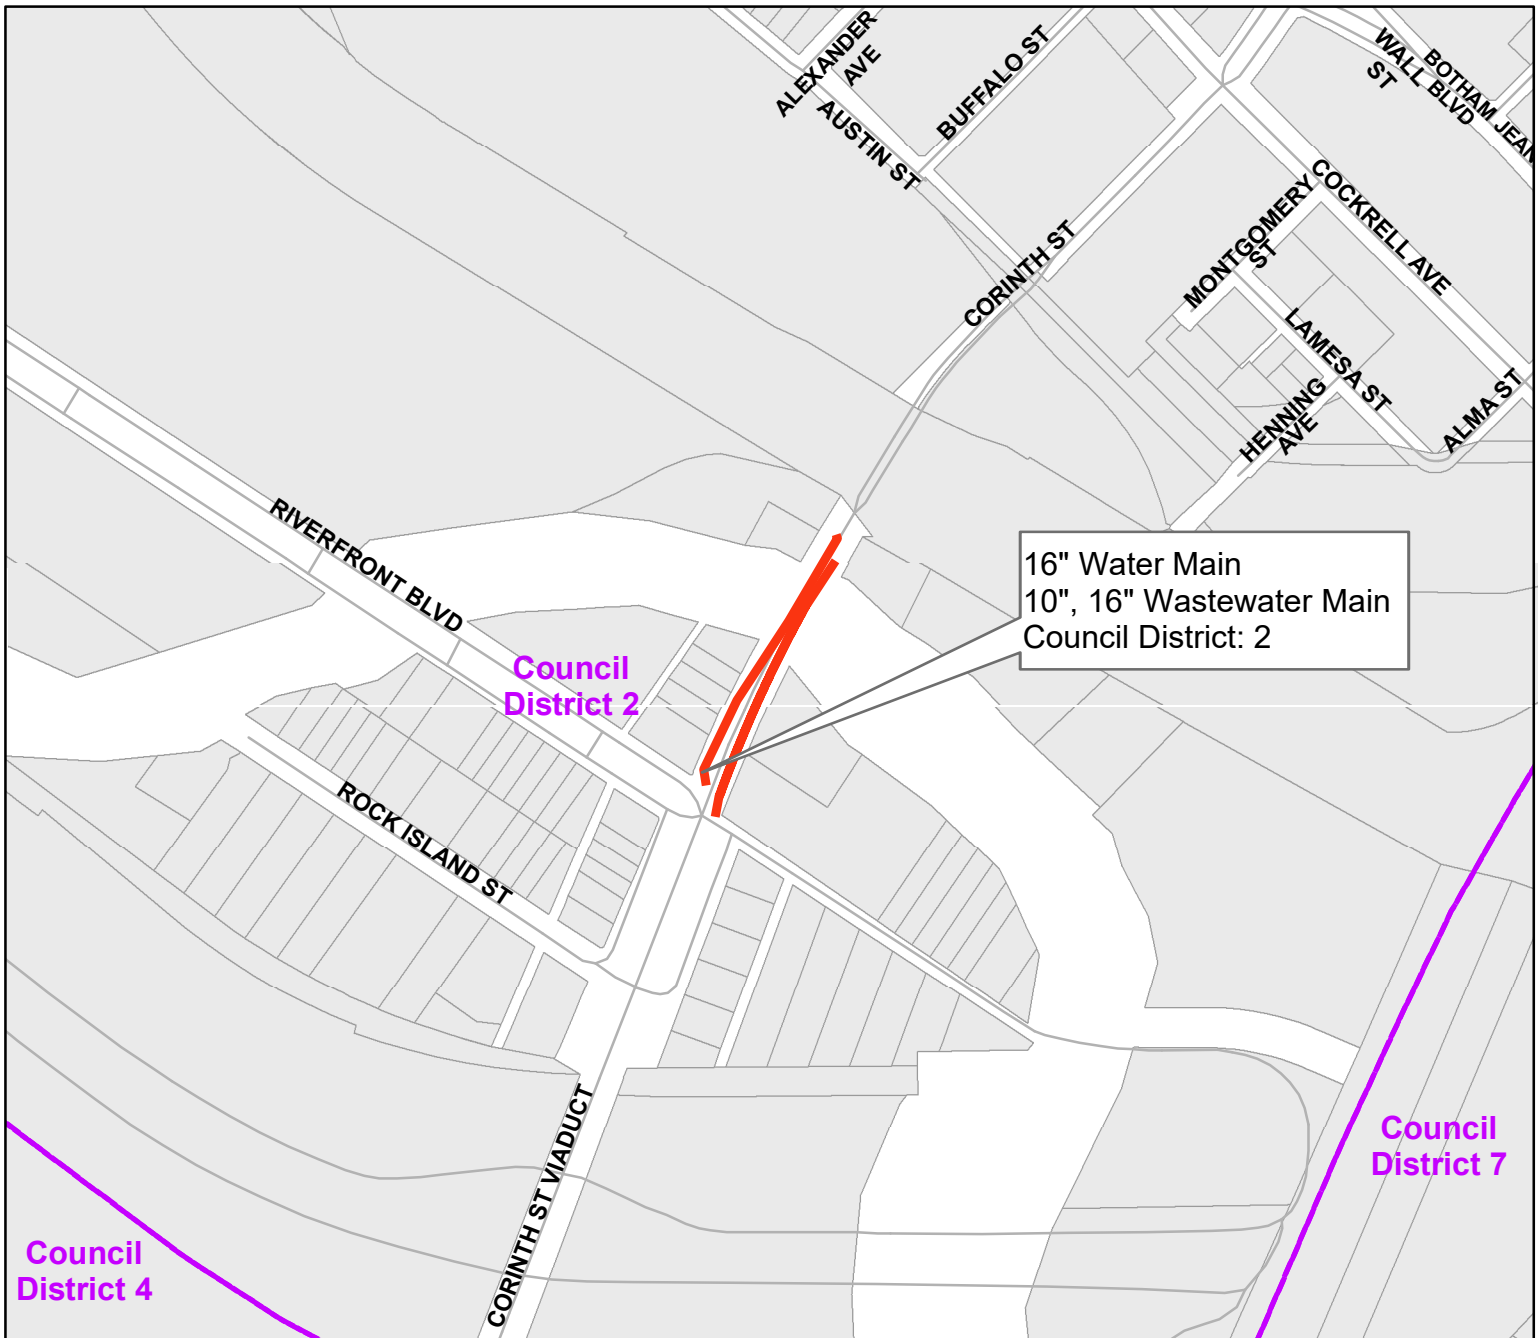 ALEXANDER
AVE
BUFFALO ST
AUSTIN ST
WALL BLVD
ST
BOTHAM JEAN
COCKRELL AVE
MONTGOMERY
ST
CORINTH ST
LAMESA ST
HENNING
AVE
ALMA ST
RIVERFRONT BLVD
16" Water Main
10", 16" Wastewater Main
Council District: 2
Council
District 2
ROCK ISLAND ST
CORINTH ST VIADUCT
Council
District 7
Council
District 4